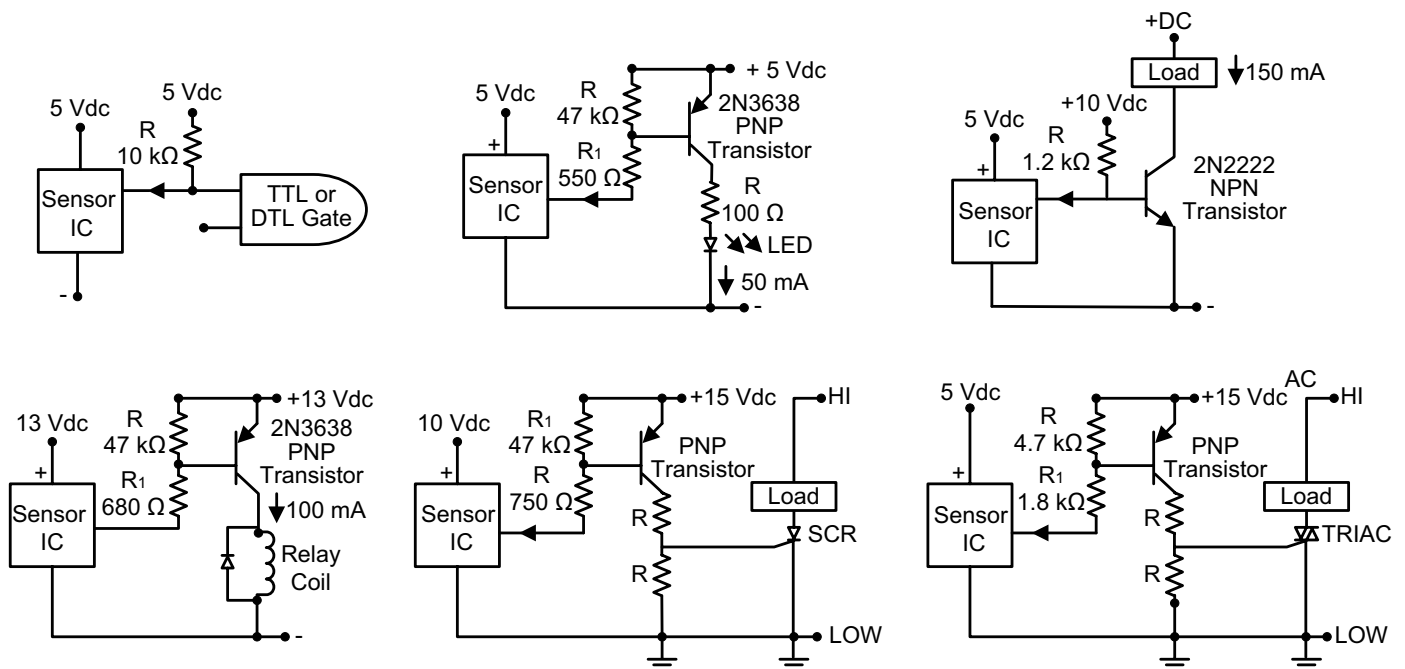 5 Vdc
5 Vdc
R
10 kΩ
Sensor
IC
TTL or
DTL Gate
-
+ 5 Vdc
5 Vdc
R
47 kΩ
2N3638
PNP
Transistor
+
R1
550 Ω
Sensor
IC
R
100 Ω
LED
50 mA
-
+DC
Load
150 mA
+10 Vdc
5 Vdc
R
1.2 kΩ
+
2N2222
NPN
Transistor
Sensor
IC
-
+13 Vdc
13 Vdc
R
47 kΩ
2N3638
PNP
Transistor
+
R1
680 Ω
Sensor
IC
100 mA
Relay
Coil
-
+15 Vdc
HI
10 Vdc
R1
47 kΩ
PNP
Transistor
+
R
750 Ω
Load
Sensor
IC
R
SCR
R
LOW
AC
+15 Vdc
HI
5 Vdc
R
4.7 kΩ
PNP
Transistor
+
R1
1.8 kΩ
Load
Sensor
IC
R
TRIAC
R
LOW